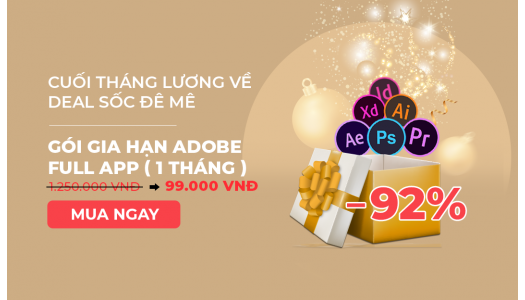 CUỐI THÁNG LƯƠNG VỀ
DEAL SỐC ĐÊ MÊ
GÓI GIA HẠN ADOBE
FULL APP ( 1 THÁNG )
1.250.000 VNĐ → 99.000 VNĐ
MUA NGAY
Id
Xd Ai
Ae Ps Pr
-92%